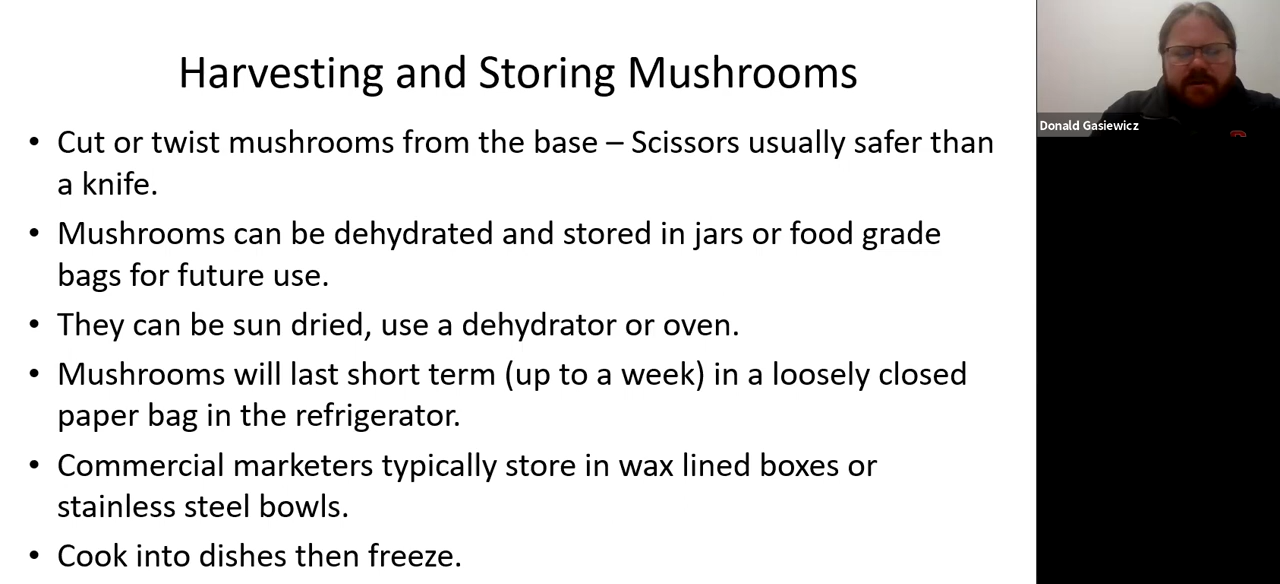 Harvesting and Storing Mushrooms
• Cut or twist mushrooms from the base – Scissors usually safer than
a knife.
• Mushrooms can be dehydrated and stored in jars or food grade
bags for future use.
• They can be sun dried, use a dehydrator or oven.
• Mushrooms will last short term (up to a week) in a loosely closed
paper bag in the refrigerator.
• Commercial marketers typically store in wax lined boxes or
stainless steel bowls.
• Cook into dishes then freeze.
Donald Gasiewicz